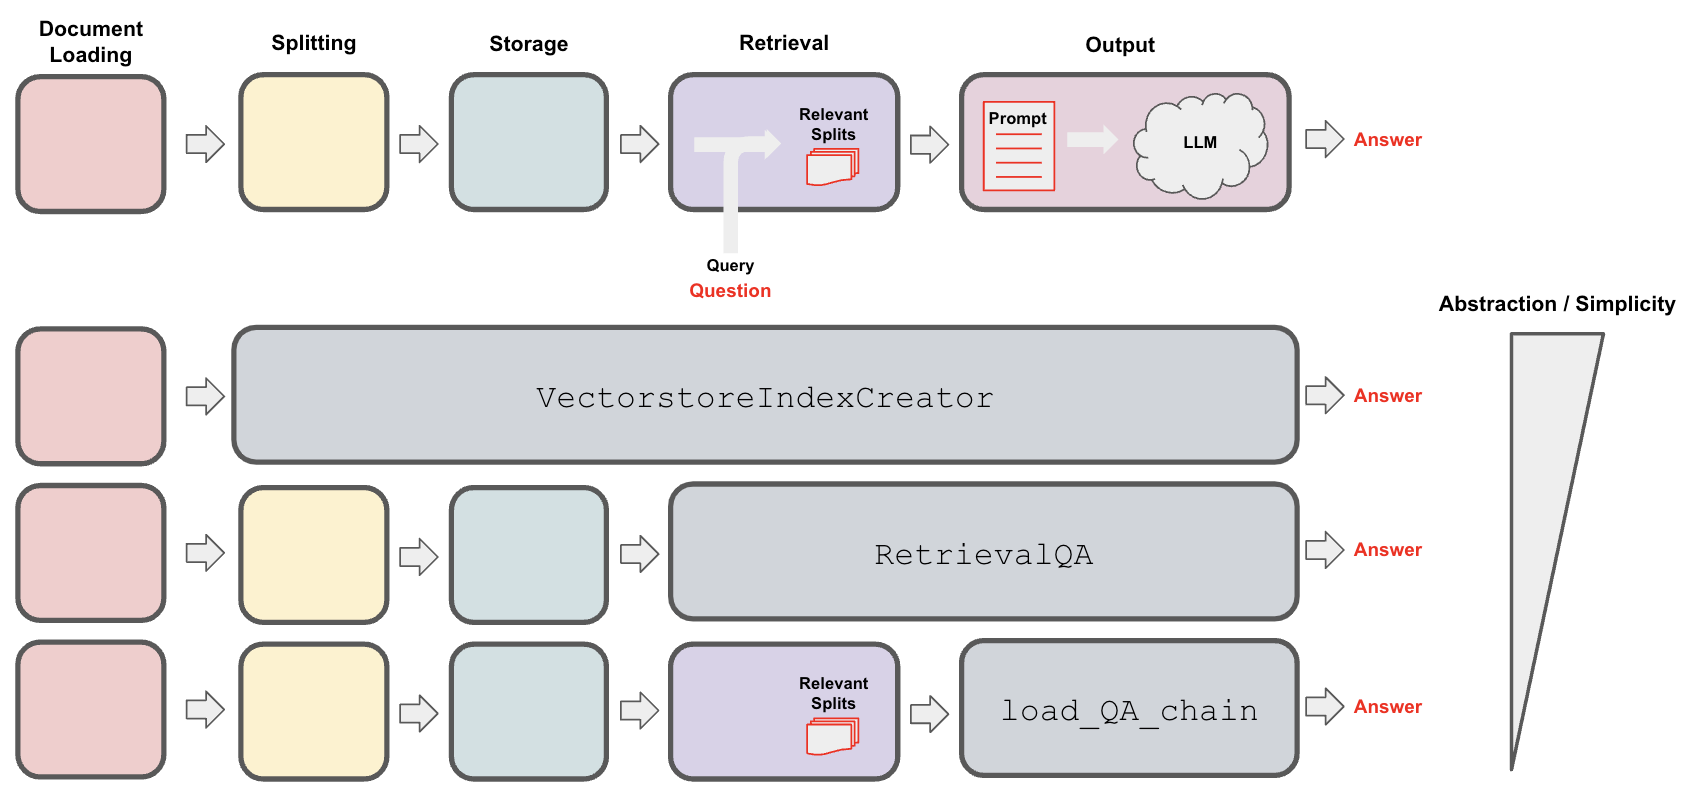 Document
Loading
Splitting
Storage
Retrieval
Output
Relevant
Splits
Prompt
LLM
Answer
Query
Question
Abstraction / Simplicity
VectorstoreIndexCreator
Answer
RetrievalQA
Answer
Relevant
Splits
load_QA_chain
Answer